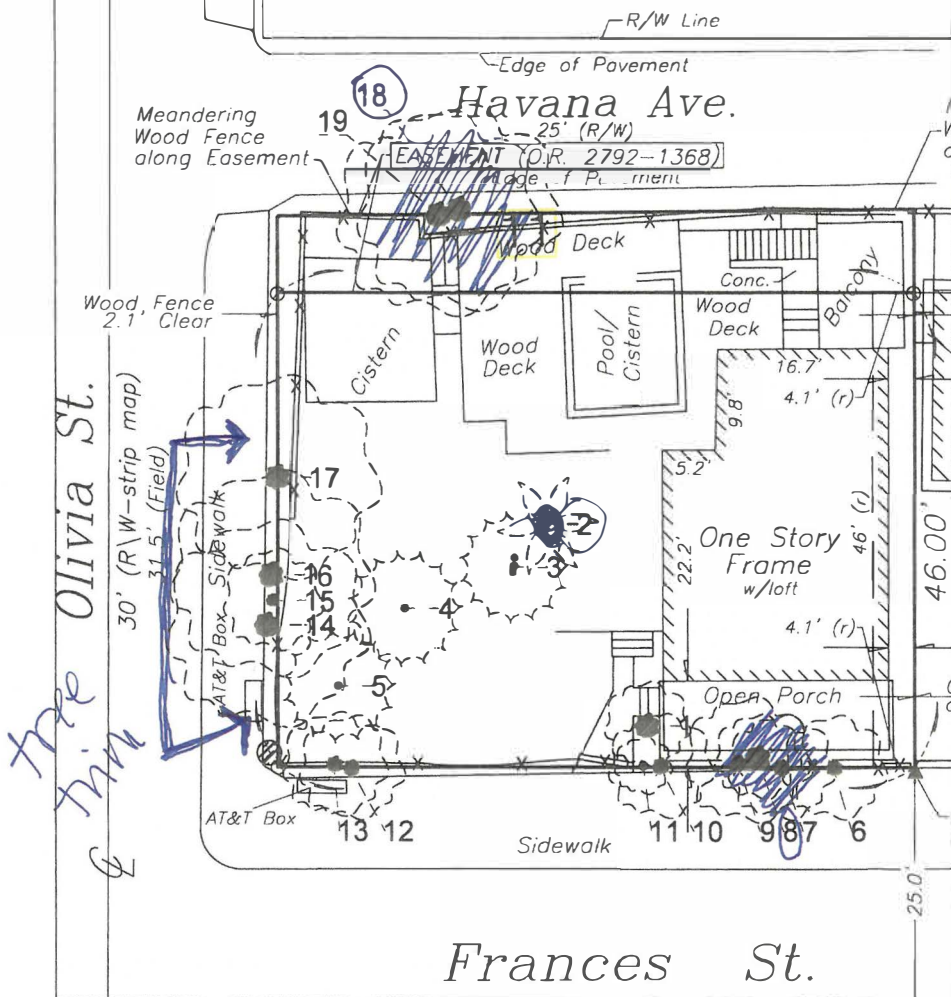 R/W Line
Edge of Pavement
Havana Ave.
25' (R/W)
EASEMENT (O.R. 2792-1368)
Meandering
Wood Fence
along Easement
18
19
Wood Deck
Conc.
Balcony
Wood Fence
2.1' Clear
Cistern
Wood
Deck
Pool/
Cistern
Wood
Deck
16.7'
4.1' (r)
9.8'
5.2'
Olivia St.
30' (R\W-strip map)
31.5' (Field)
Sidewalk
17
2
3
One Story
Frame
w/loft
22.2'
46' (r)
46.00'
16
15
14
4
4.1' (r)
AT&T Box
5
Open Porch
tree
trim
AT&T Box
13 12
11 10 9 8 7 6
Sidewalk
25.0'
Frances St.